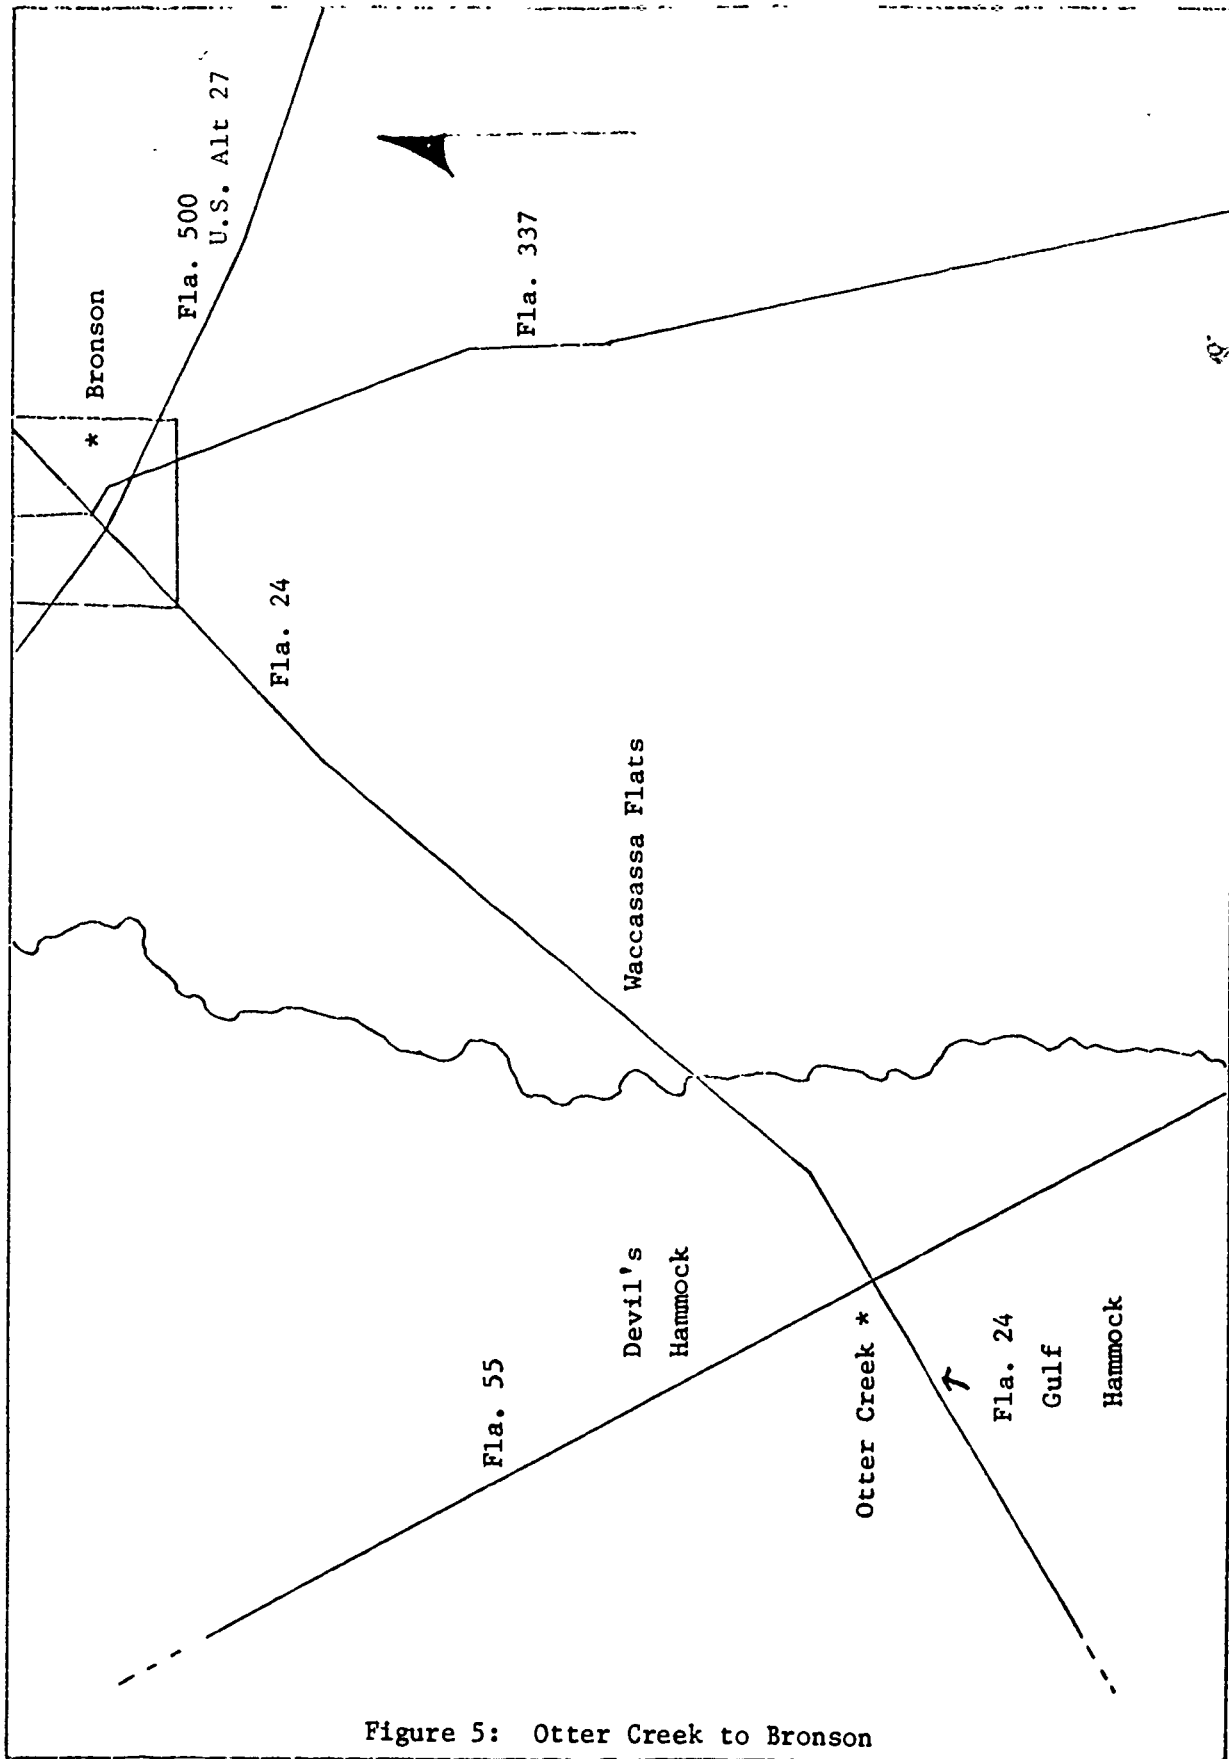 Fla. 500
U.S. Alt 27
* Bronson
Fla. 337
Fla. 24
Waccasassa Flats
Devil's
Hammock
Fla. 55
Otter Creek *
Fla. 24
Gulf
Hammock
Figure 5: Otter Creek to Bronson